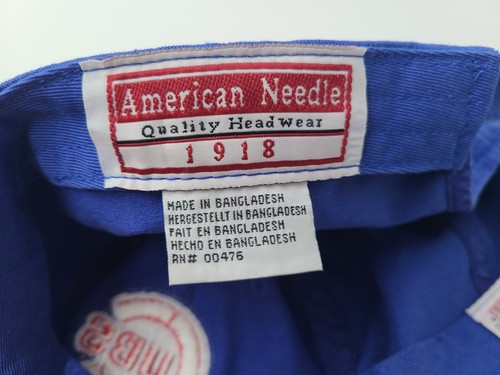 American Needle
Quality HeadWear
1918
MADE IN BANGLADESH
HERGESTELLT IN BANGLADESH
FAIT EN BANGLADESH
HECHO EN BANGLADESH
RN# 00476